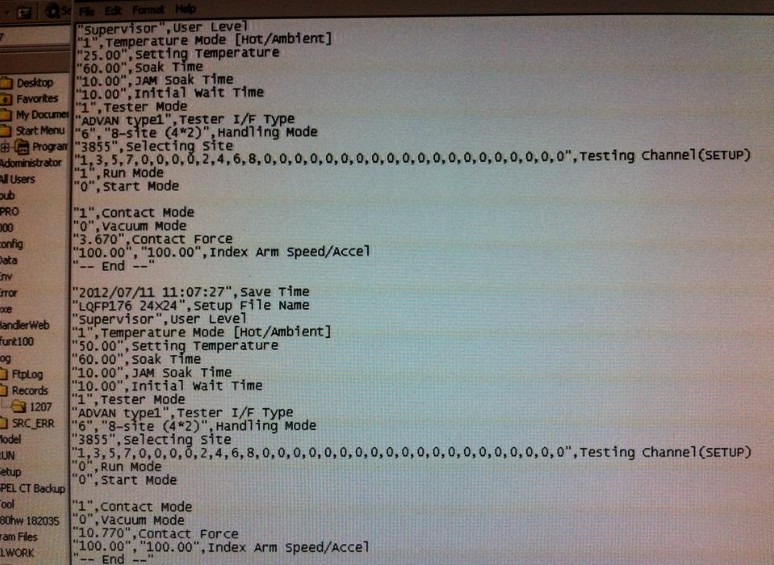 File Edit Format Help
"Supervisor",User Level
"1",Temperature Mode [Hot/Ambient]
"25.00",Setting Temperature
"60.00",Soak Time
"10.00",JAM Soak Time
"10.00",Initial Wait Time
"1",Tester Mode
"ADVAN type1",Tester I/F Type
"6","8-site (4*2)",Handling Mode
"3855",Selecting Site
"1,3,5,7,0,0,0,0,2,4,6,8,0,0,0,0,0,0,0,0,0,0,0,0,0,0,0,0,0,0,0,0",Testing Channel(SETUP)
"1",Run Mode
"0",Start Mode
"1",Contact Mode
"0",Vacuum Mode
"3.670",Contact Force
"100.00","100.00",Index Arm Speed/Accel
"-- End --"
"2012/07/11 11:07:27",Save Time
"LQFP176 24X24",Setup File Name
"Supervisor",User Level
"1",Temperature Mode [Hot/Ambient]
"50.00",Setting Temperature
"60.00",Soak Time
"10.00",JAM Soak Time
"10.00",Initial Wait Time
"1",Tester Mode
"ADVAN type1",Tester I/F Type
"6","8-site (4*2)",Handling Mode
"3855",Selecting Site
"1,3,5,7,0,0,0,0,2,4,6,8,0,0,0,0,0,0,0,0,0,0,0,0,0,0,0,0,0,0,0,0",Testing Channel(SETUP)
"0",Run Mode
"0",Start Mode
"1",Contact Mode
"0",Vacuum Mode
"10.770",Contact Force
"100.00","100.00",Index Arm Speed/Accel
"-- End --"
Desktop
Favorites
My Documen
Start Menu
Program
Administrator
All Users
pub
PRO
000
config
Data
Env
Error
exe
HandlerWeb
funt100
og
FtpLog
Records
1207
SRC_ERR
Model
RUN
Setup
SPEL CT Backup
Tool
80hw 182035
ram Files
LWORK